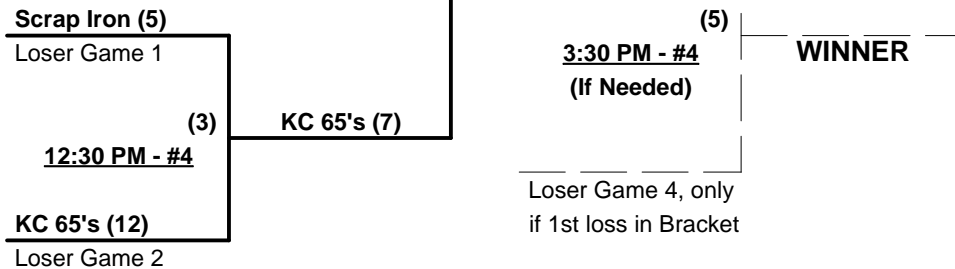 Scrap Iron (5)
Loser Game 1
(3)
12:30 PM - #4
KC 65's (7)
KC 65's (12)
Loser Game 2
(5)
3:30 PM - #4
(If Needed)
WINNER
Loser Game 4, only
if 1st loss in Bracket